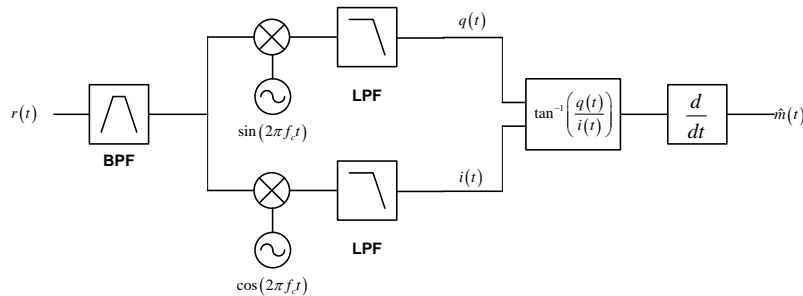 q(t)
LPF
sin(2πf_c t)
r(t)
BPF
tan⁻¹(q(t)/i(t))
d/dt
m̂(t)
i(t)
LPF
cos(2πf_c t)